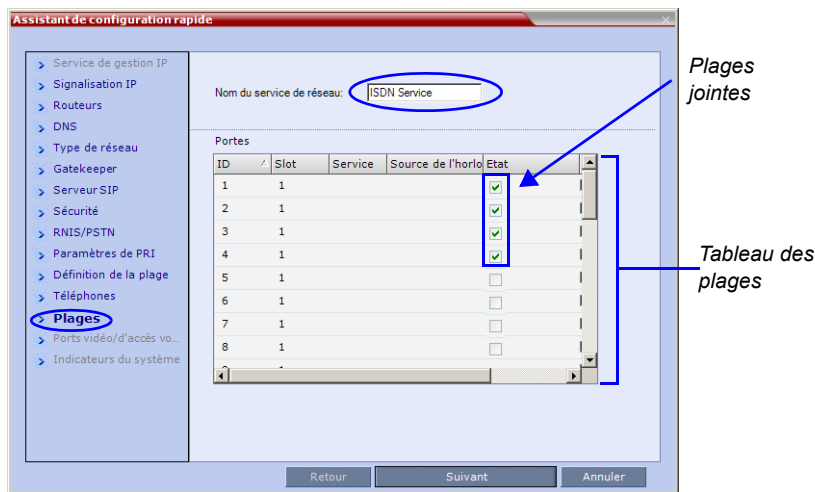 Assistant de configuration rapide
Service de gestion IP
Signalisation IP
Routeurs
DNS
Type de réseau
Gatekeeper
Serveur SIP
Sécurité
RNIS/PSTN
Paramètres de PRI
Définition de la plage
Téléphones
Plages
Ports vidéo/d'accès vo...
Indicateurs du système
Nom du service de réseau: ISDN Service
Portes
ID Slot Service Source de l'horlo Etat
1 1
2 1
3 1
4 1
5 1
6 1
7 1
8 1
Retour Suivant Annuler
Plages
jointes
Tableau des
plages